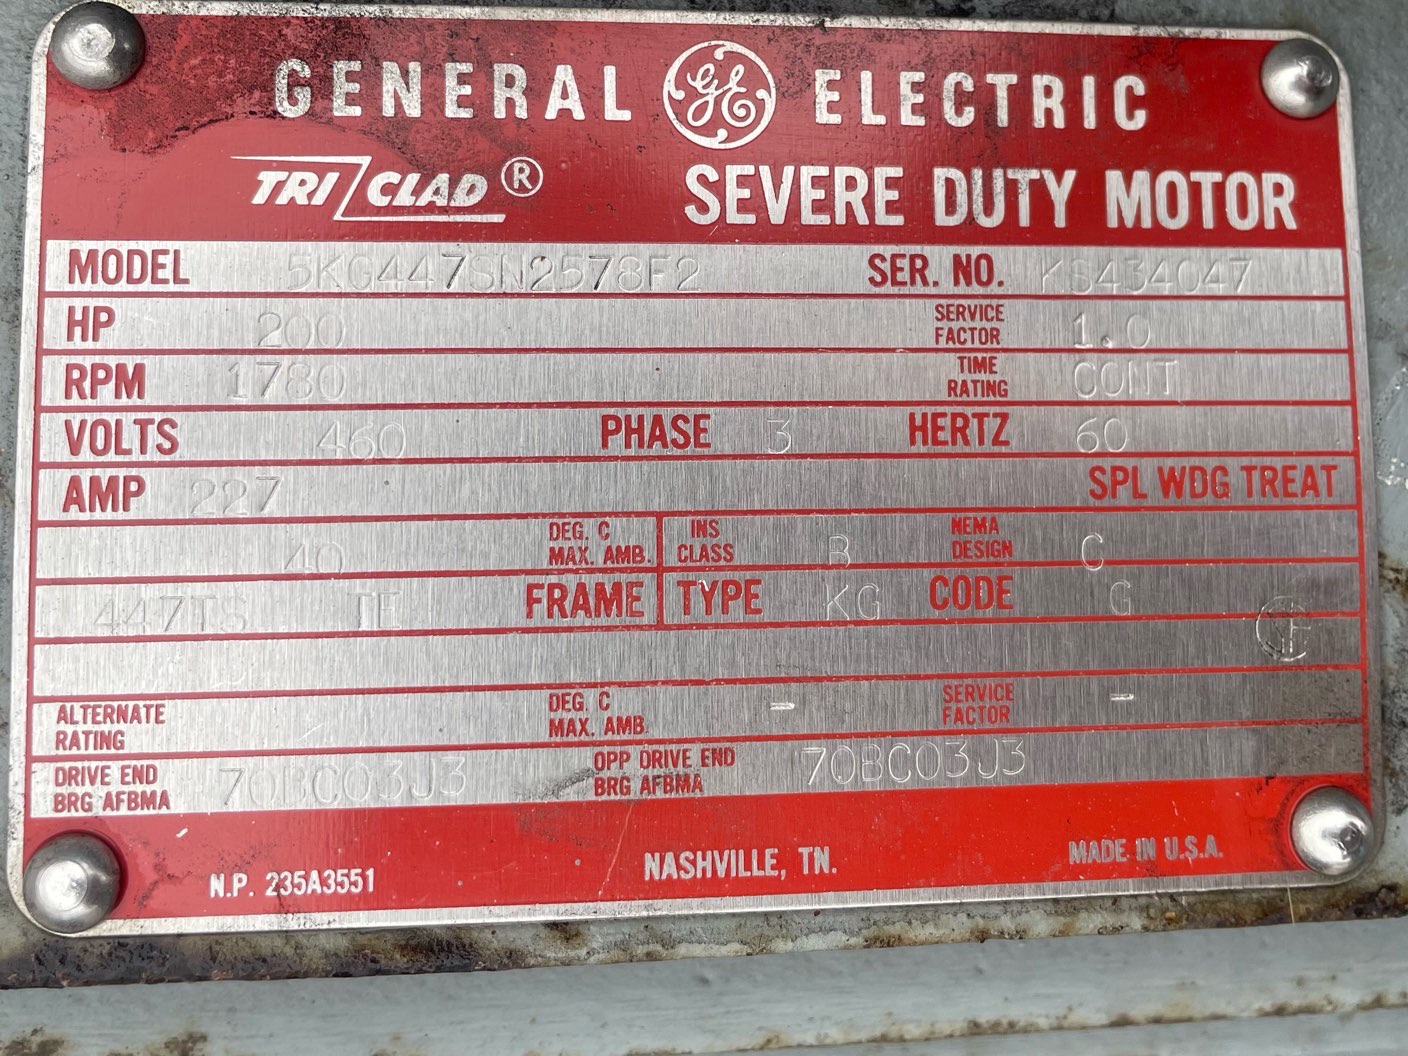 GENERAL GE ELECTRIC
TRI CLAD ® SEVERE DUTY MOTOR
MODEL 5KG447SN2578F2 SER. NO. KS434047
HP 200 SERVICE FACTOR 1.0
RPM 1780 TIME RATING CONT
VOLTS 460 PHASE 3 HERTZ 60
AMP 227 SPL WDG TREAT
40 DEG. C MAX. AMB. INS CLASS B NEMA DESIGN C
447TS TE FRAME TYPE KG CODE G
ALTERNATE RATING - DEG. C MAX. AMB. - SERVICE FACTOR -
DRIVE END BRG AFBMA 70BC03J3 OPP DRIVE END BRG AFBMA 70BC03J3
N.P. 235A3551 NASHVILLE, TN. MADE IN U.S.A.